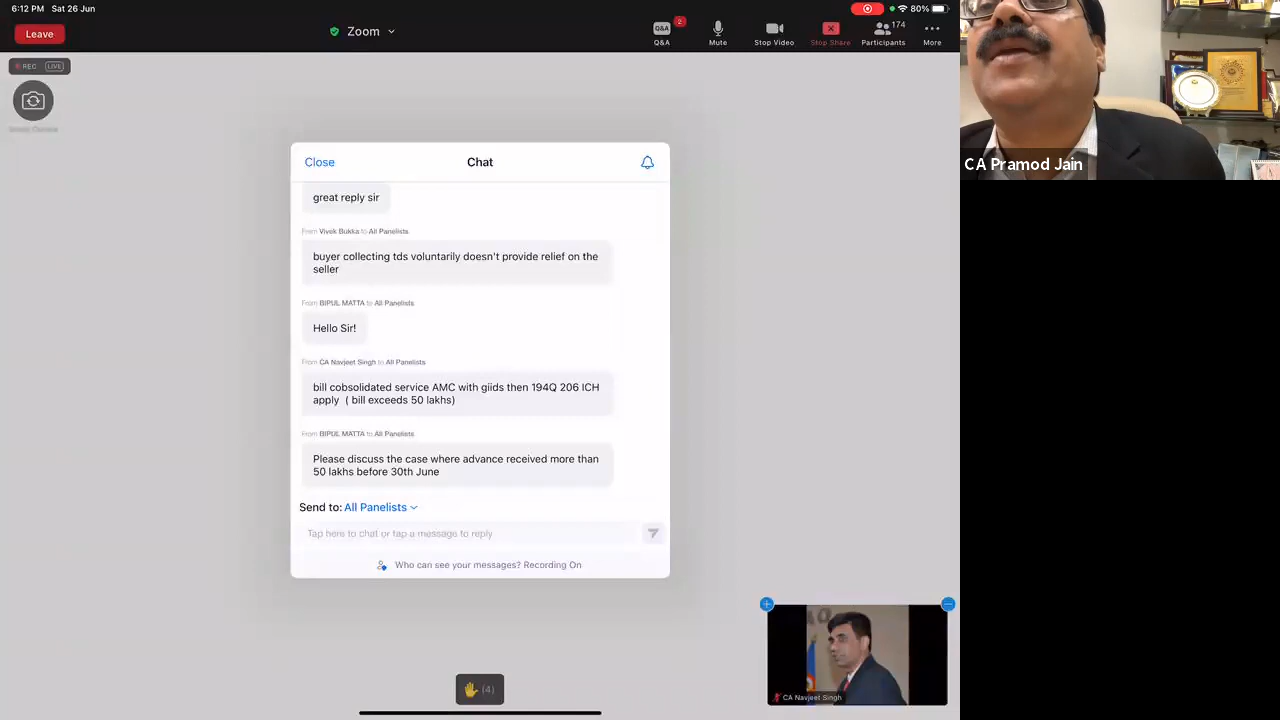 6:12 PM Sat 26 Jun
80%
Leave
Zoom
Q&A
2
Mute
Stop Video
Stop Share
174
Participants
More
REC LIVE
Close
Chat
great reply sir
From Vivek Bukka to All Panelists
buyer collecting tds voluntarily doesn't provide relief on the
seller
From BIPUL MATTA to All Panelists
Hello Sir!
From CA Navjeet Singh to All Panelists
bill cobsolidated service AMC with giids then 194Q 206 ICH
apply ( bill exceeds 50 lakhs)
From BIPUL MATTA to All Panelists
Please discuss the case where advance received more than
50 lakhs before 30th June
Send to: All Panelists
Tap here to chat or tap a message to reply
Who can see your messages? Recording On
(4)
CA Navjeet Singh
CA Pramod Jain